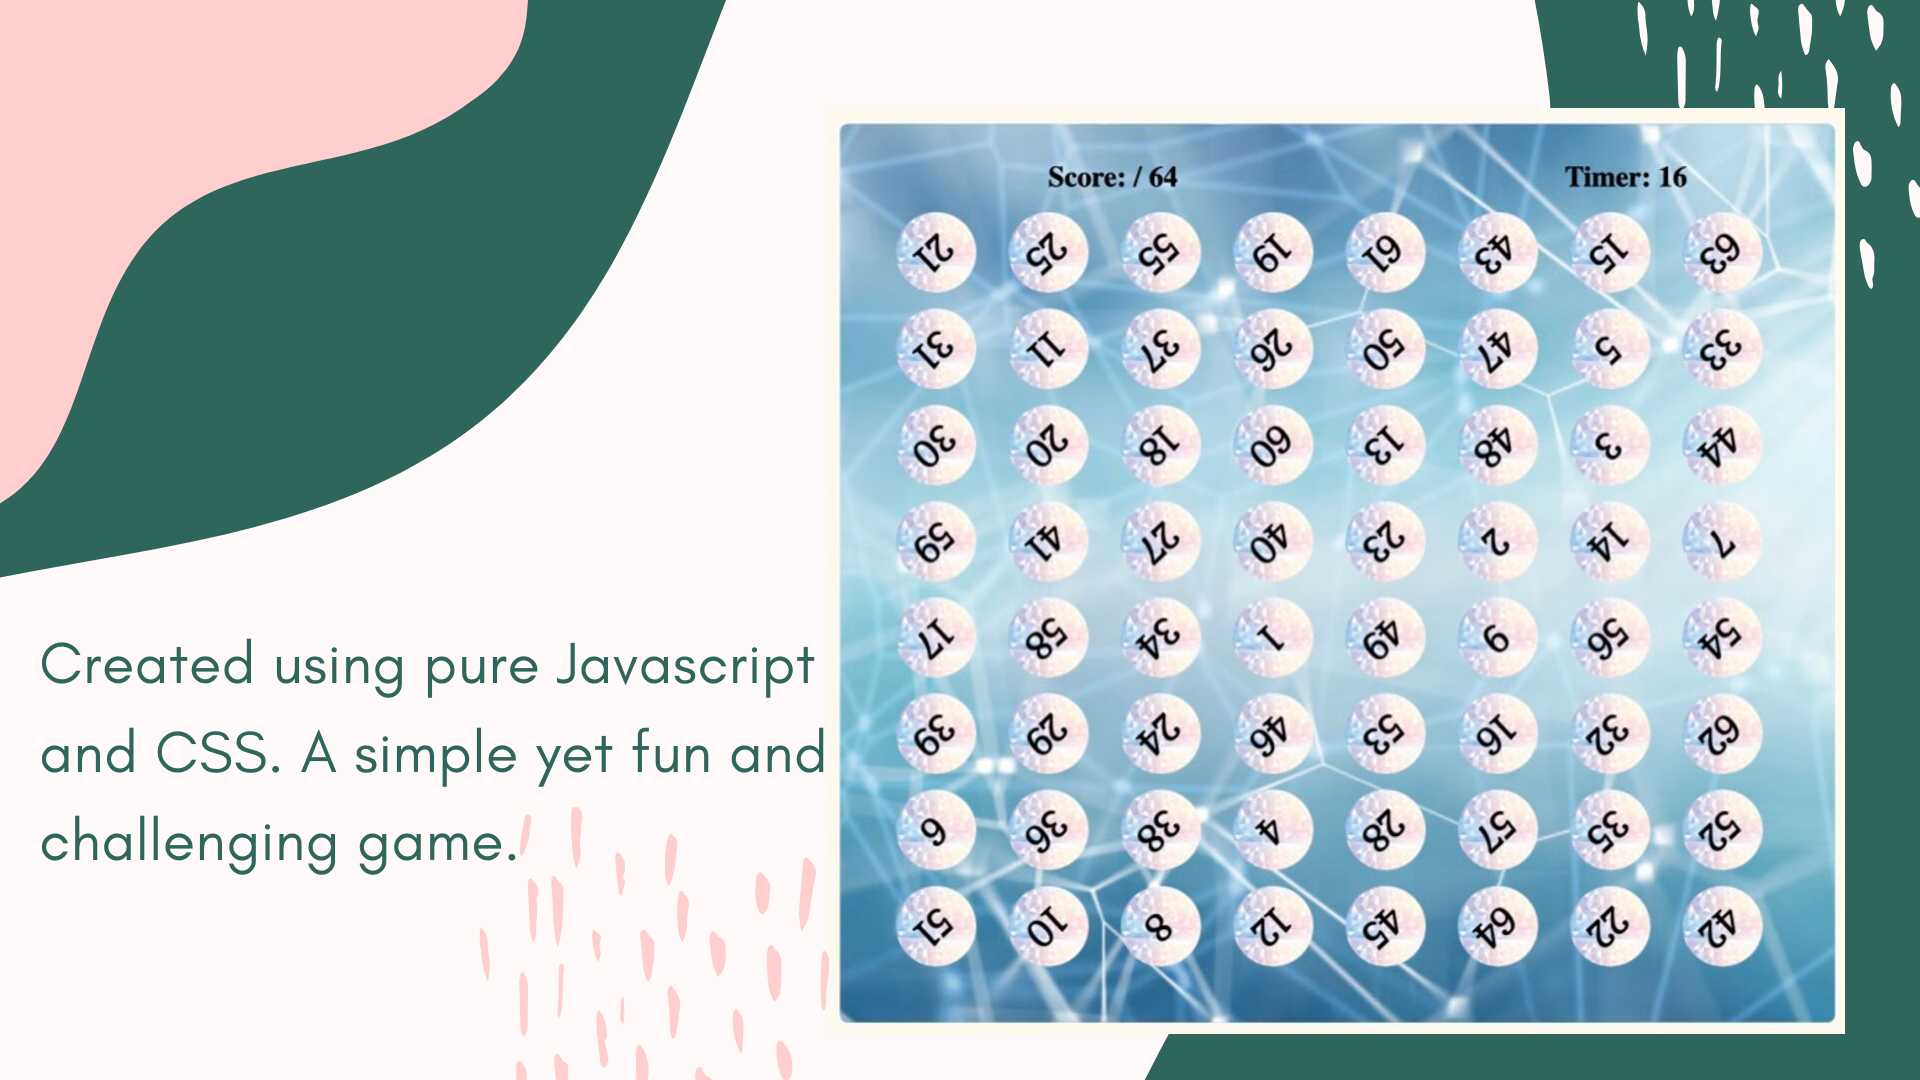 Score: / 64 Timer: 16
21 25 55 19 61 43 15 63
31 11 37 26 50 47 5 33
30 20 18 60 13 48 3 44
59 41 27 40 23 2 14 7
17 58 34 1 49 9 56 54
39 29 24 46 53 16 32 62
6 36 38 4 28 57 35 52
51 10 8 12 45 64 22 42
Created using pure Javascript
and CSS. A simple yet fun and
challenging game.